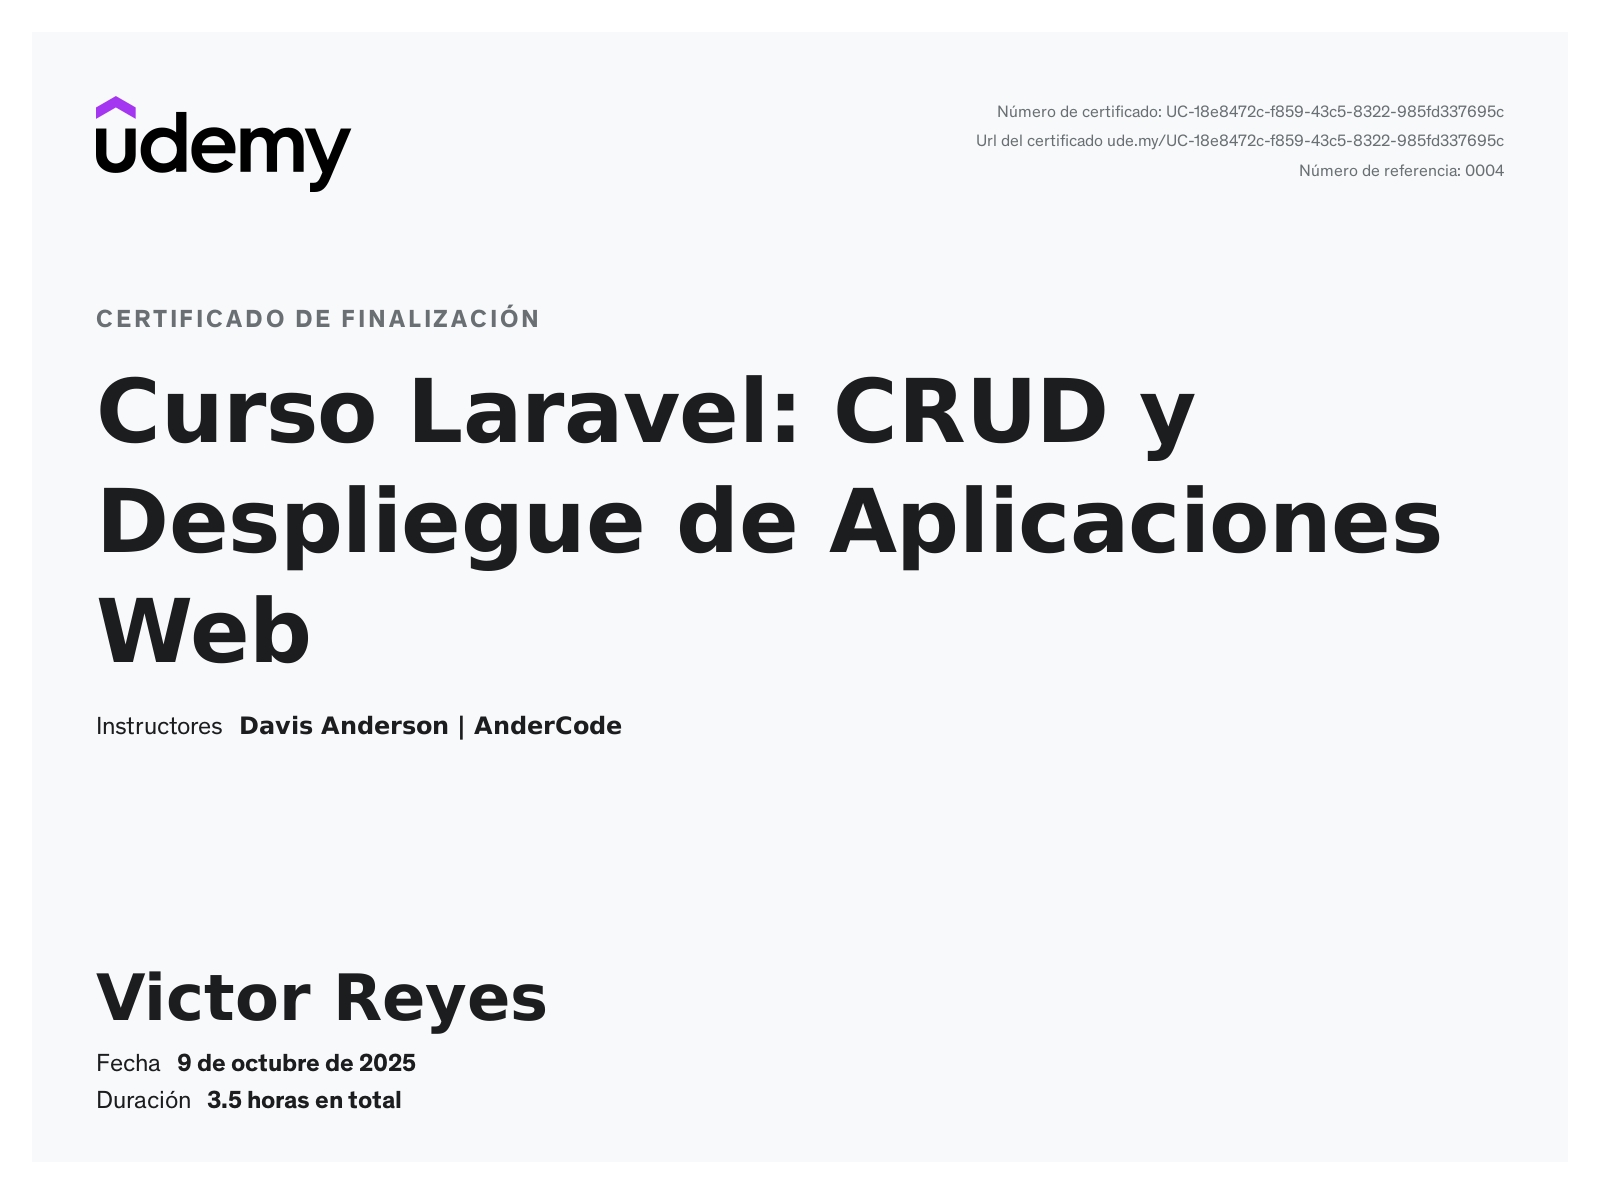 udemy
Número de certificado: UC-18e8472c-f859-43c5-8322-985fd337695c
Url del certificado ude.my/UC-18e8472c-f859-43c5-8322-985fd337695c
Número de referencia: 0004
CERTIFICADO DE FINALIZACIÓN
Curso Laravel: CRUD y
Despliegue de Aplicaciones
Web
Instructores Davis Anderson | AnderCode
Victor Reyes
Fecha 9 de octubre de 2025
Duración 3.5 horas en total